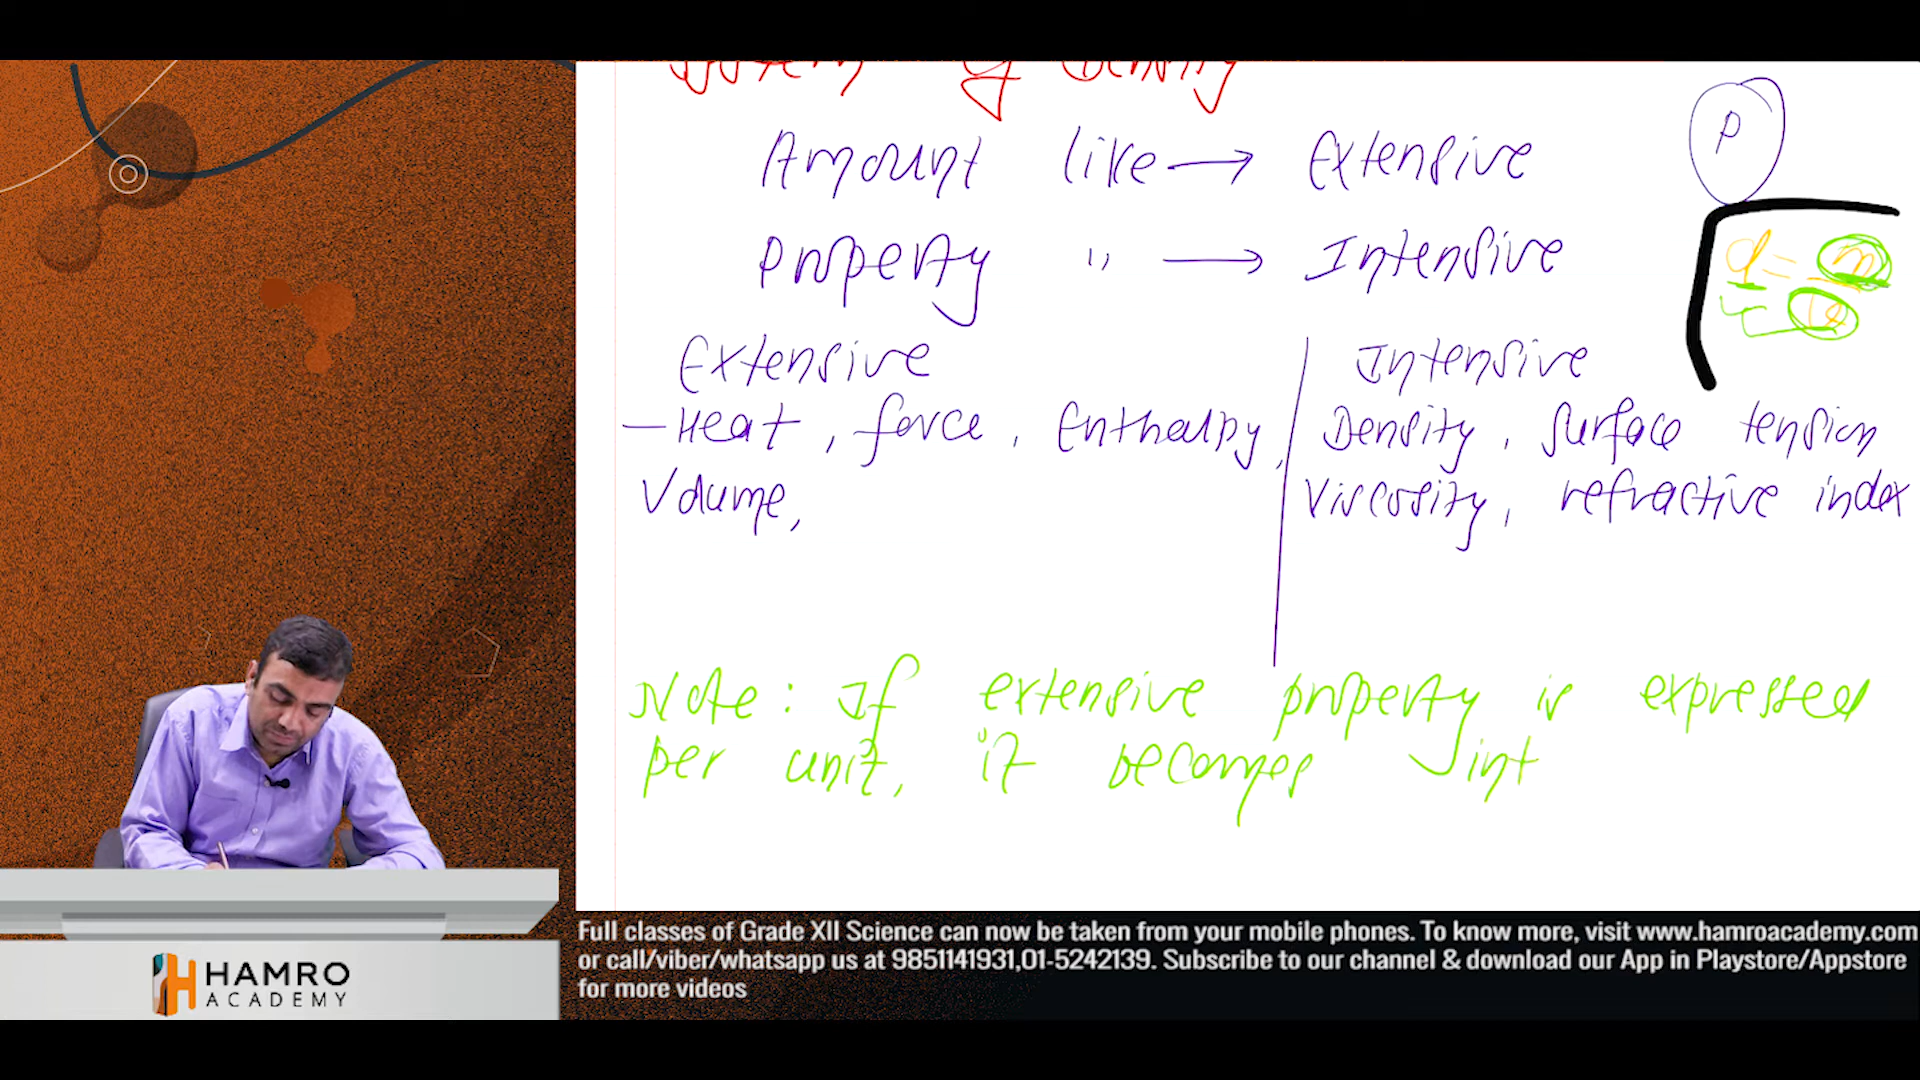 System of Density
Amount like → Extensive
P
Property " → Intensive
d = m
Extensive
Intensive
- Heat, force, Enthalpy,
Volume,
Density, surface tension
Viscosity, refractive index
Note: If extensive property is expressed
per unit, it becomes int
Full classes of Grade XII Science can now be taken from your mobile phones. To know more, visit www.hamroacademy.com
or call/viber/whatsapp us at 9851141931,01-5242139. Subscribe to our channel & download our App in Playstore/Appstore
for more videos
HAMRO
ACADEMY